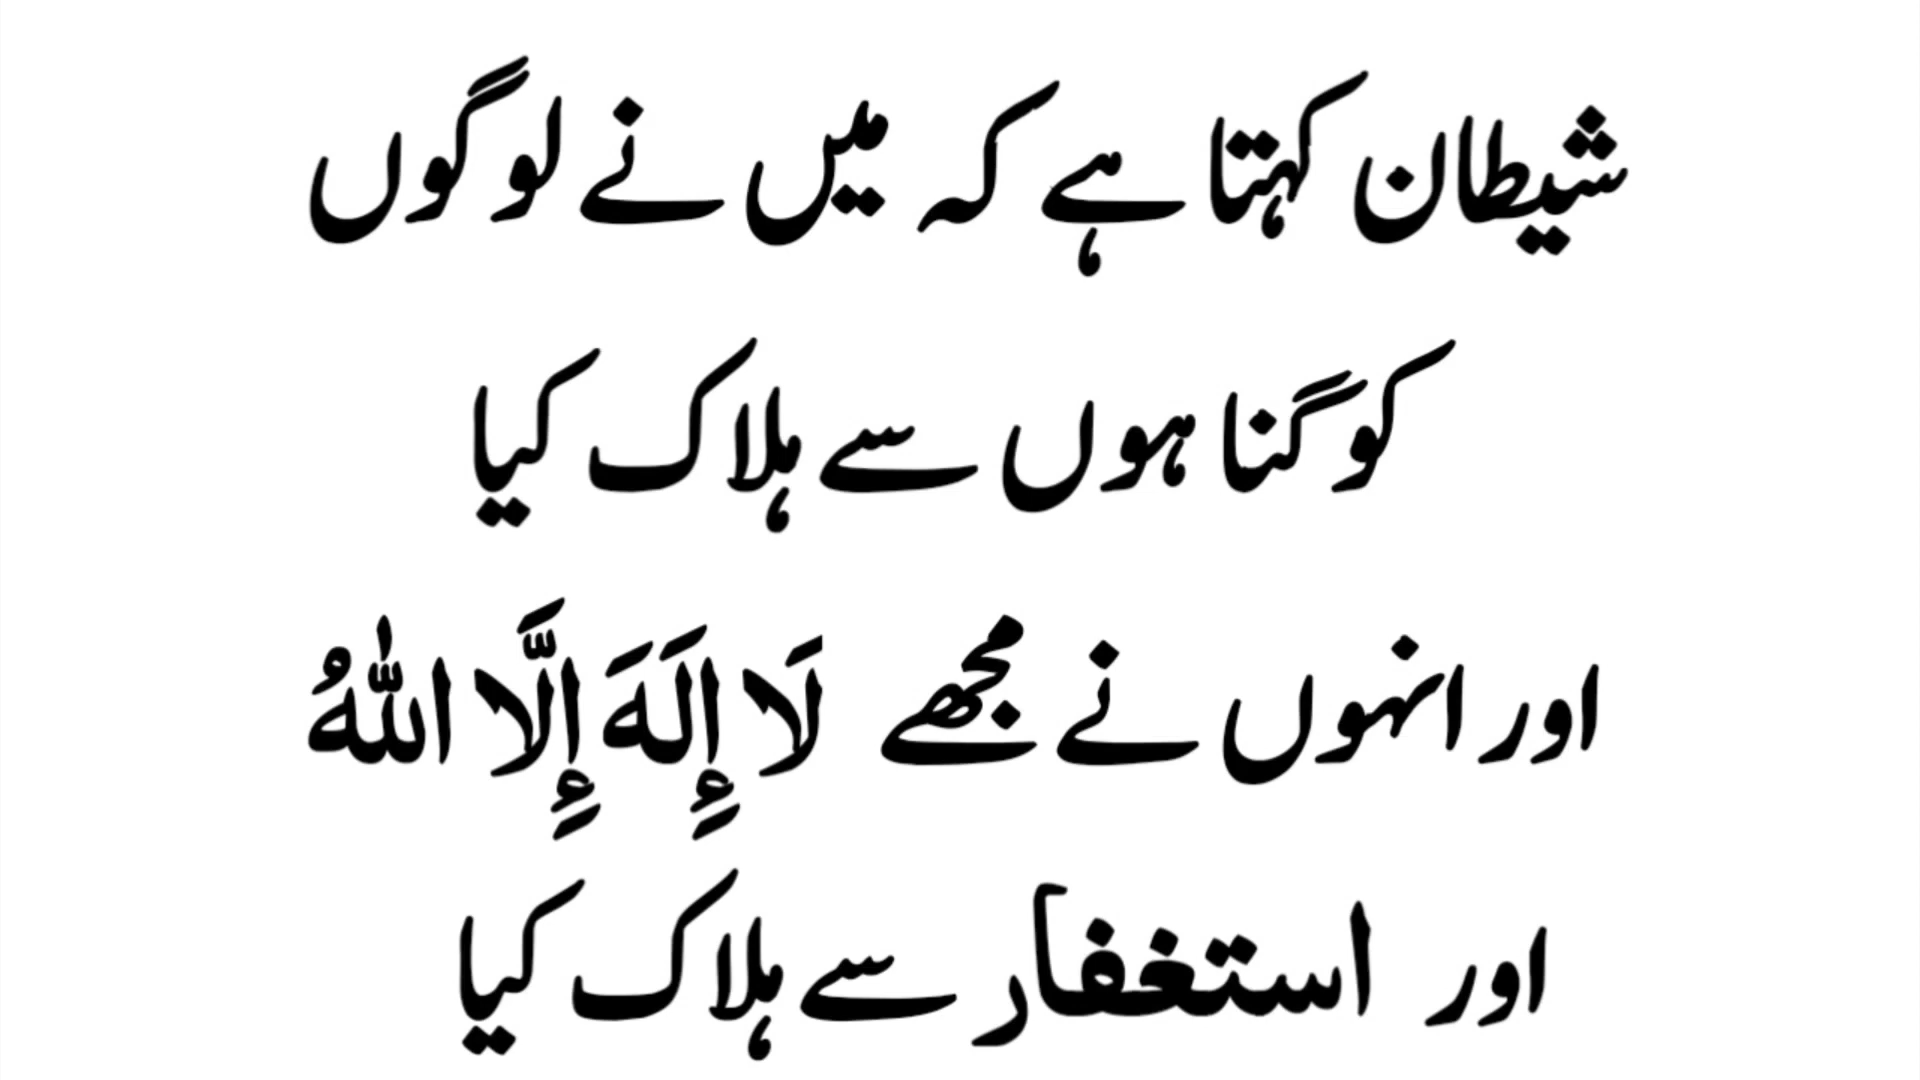 شیطان کہتا ہے کہ میں نے لوگوں
کو گناہوں سے ہلاک کیا
اور انہوں نے مجھے لَا إِلَهَ إِلَّا اللّٰهُ
اور استغفار سے ہلاک کیا